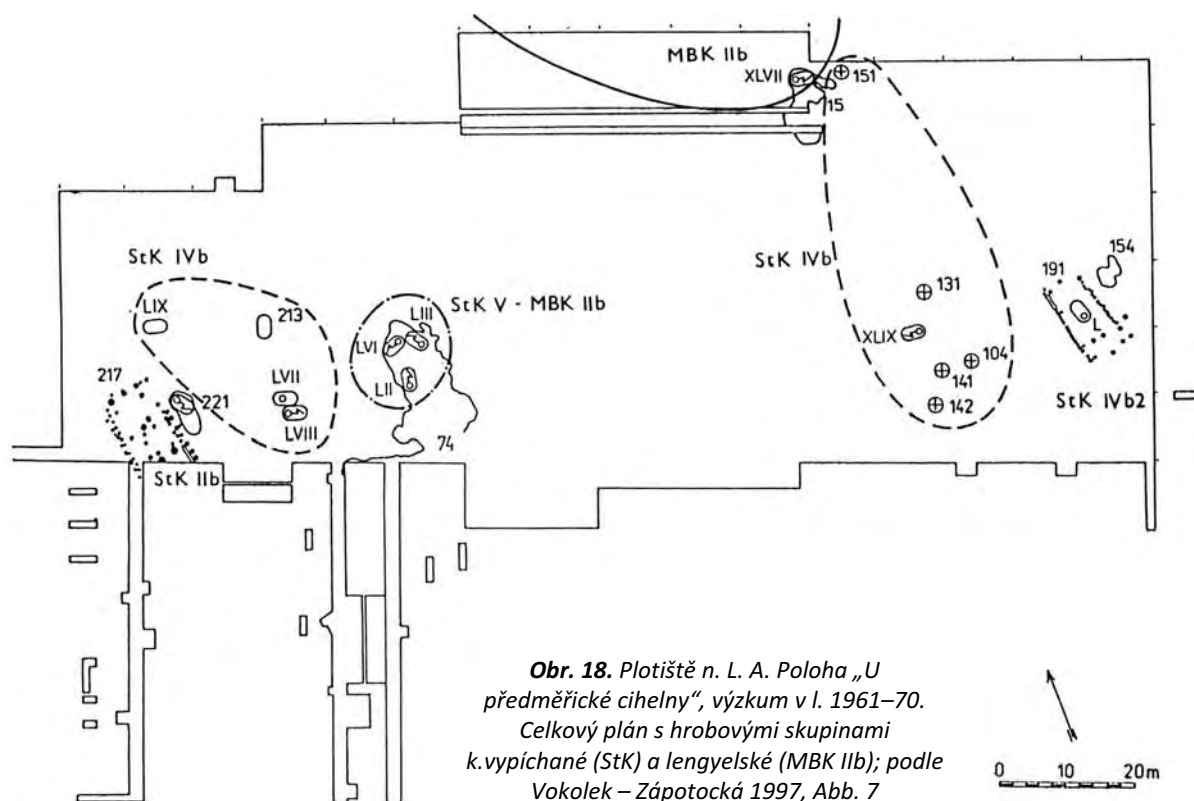 MBK IIb
XLVII
151
15
StK IVb
StK IVb
154
191
131
LIX
213
StK V - MBK IIb
LIII
LVI
L
XLIX
104
LII
LVII
141
217
221
LVIII
142
StK IVb2
74
StK IIb
Obr. 18. Plotiště n. L. A. Poloha „U
předměřické cihelny“, výzkum v l. 1961–70.
Celkový plán s hrobovými skupinami
k.vypíchané (StK) a lengyelské (MBK IIb); podle
Vokolek – Zápotocká 1997, Abb. 7
0 10 20m